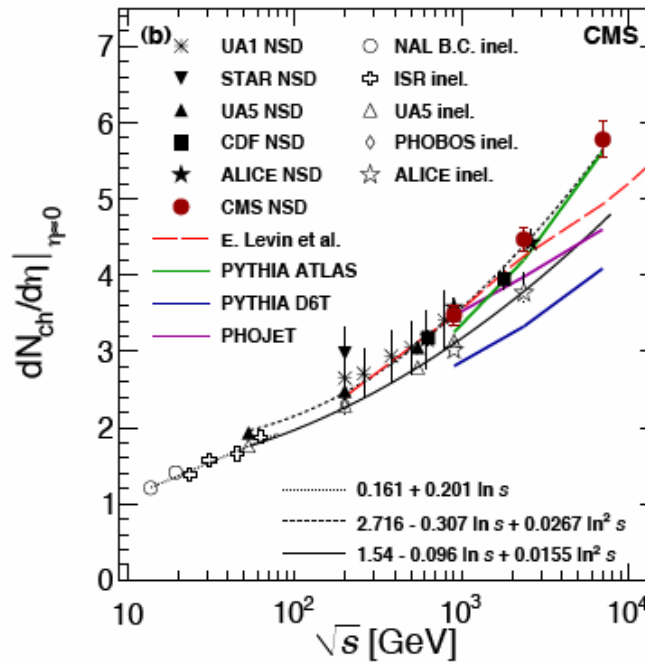 (b)
CMS
UA1 NSD
NAL B.C. inel.
STAR NSD
ISR inel.
UA5 NSD
UA5 inel.
CDF NSD
PHOBOS inel.
ALICE NSD
ALICE inel.
CMS NSD
E. Levin et al.
PYTHIA ATLAS
PYTHIA D6T
PHOJET
0.161 + 0.201 ln s
2.716 - 0.307 ln s + 0.0267 ln² s
1.54 - 0.096 ln s + 0.0155 ln² s
dN_ch/dη|_η≈0
7
6
5
4
3
2
1
0
10
10²
10³
10⁴
√s [GeV]